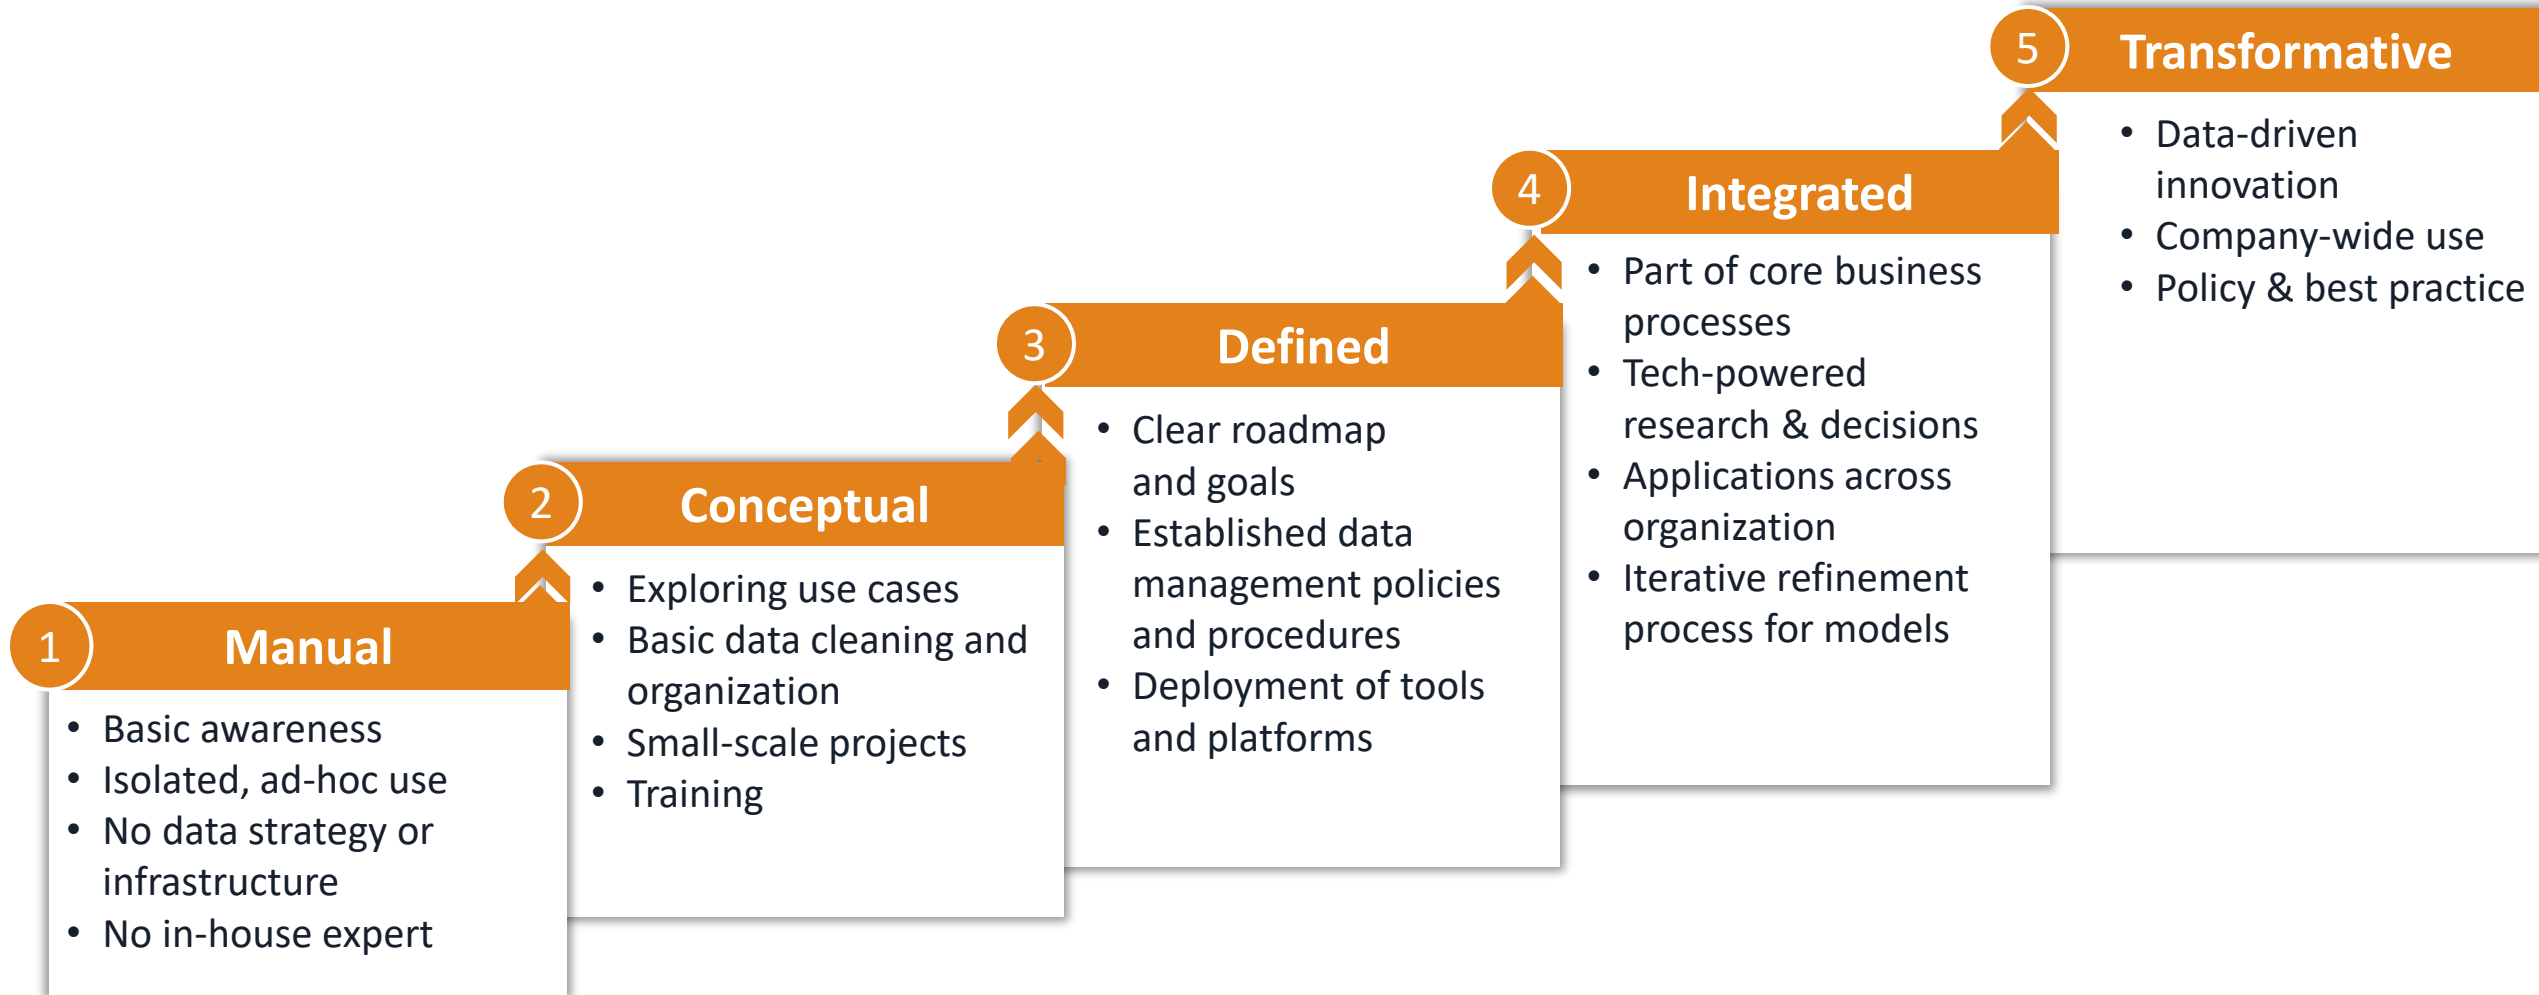 1
Manual
• Basic awareness
• Isolated, ad-hoc use
• No data strategy or
infrastructure
• No in-house expert
2
Conceptual
• Exploring use cases
• Basic data cleaning and
organization
• Small-scale projects
• Training
3
Defined
• Clear roadmap
and goals
• Established data
management policies
and procedures
• Deployment of tools
and platforms
4
Integrated
• Part of core business
processes
• Tech-powered
research & decisions
• Applications across
organization
• Iterative refinement
process for models
5
Transformative
• Data-driven
innovation
• Company-wide use
• Policy & best practice